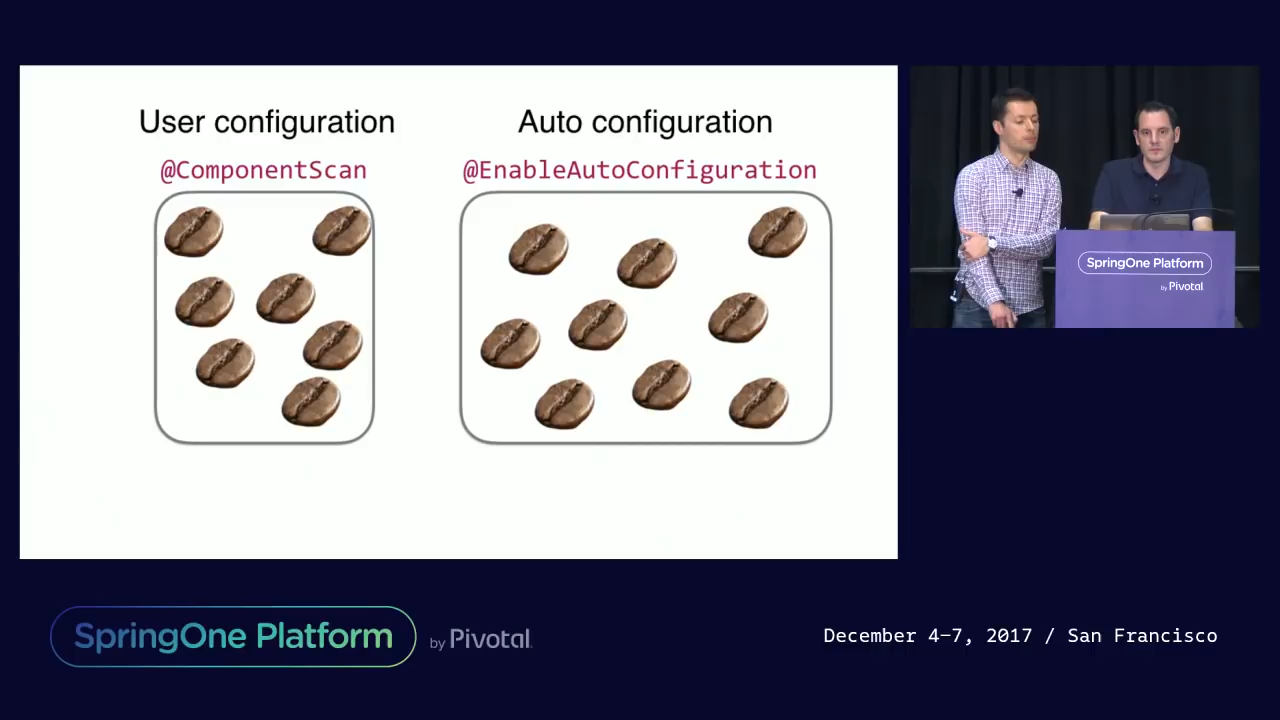 User configuration
@ComponentScan
Auto configuration
@EnableAutoConfiguration
SpringOne Platform
by Pivotal
SpringOne Platform
by Pivotal.
December 4–7, 2017 / San Francisco